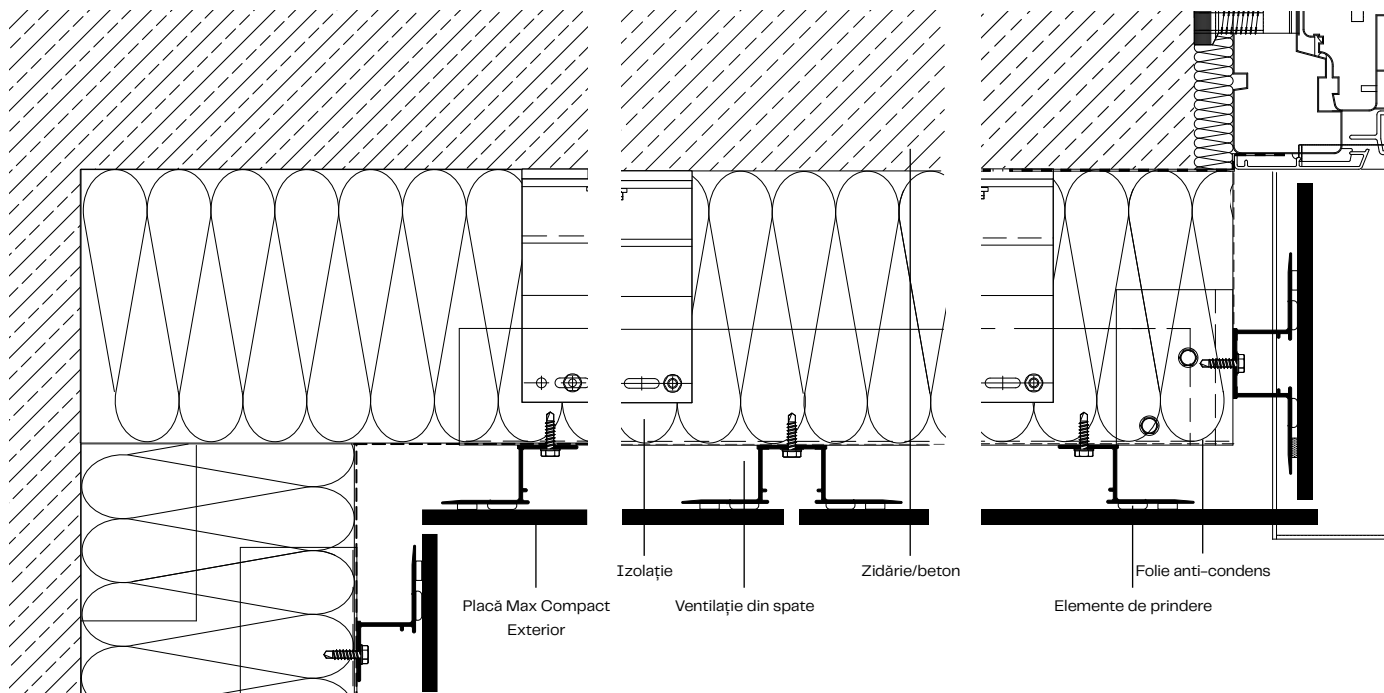 Izolație
Zidărie/beton
Folie anti-condens
Placă Max Compact
Exterior
Ventilație din spate
Elemente de prindere